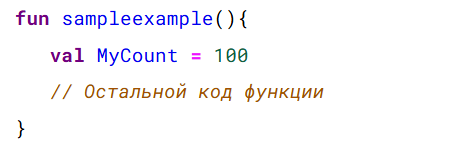 fun sampleexample(){
val MyCount = 100
// Остальной код функции
}